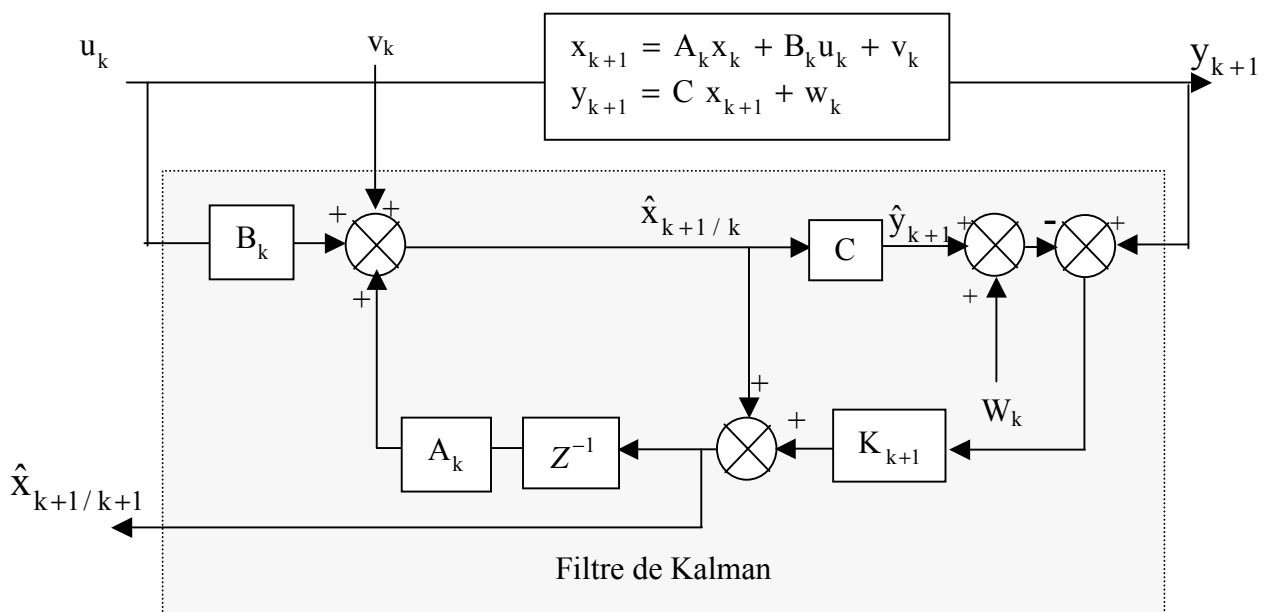 u_k
v_k
x_{k+1} = A_k x_k + B_k u_k + v_k
y_{k+1} = C x_{k+1} + w_k
y_{k+1}
+
+
B_k
+
x̂_{k+1/k}
C
ŷ_{k+1}
+
+
-
+
+
+
W_k
K_{k+1}
A_k
Z^{-1}
x̂_{k+1/k+1}
Filtre de Kalman